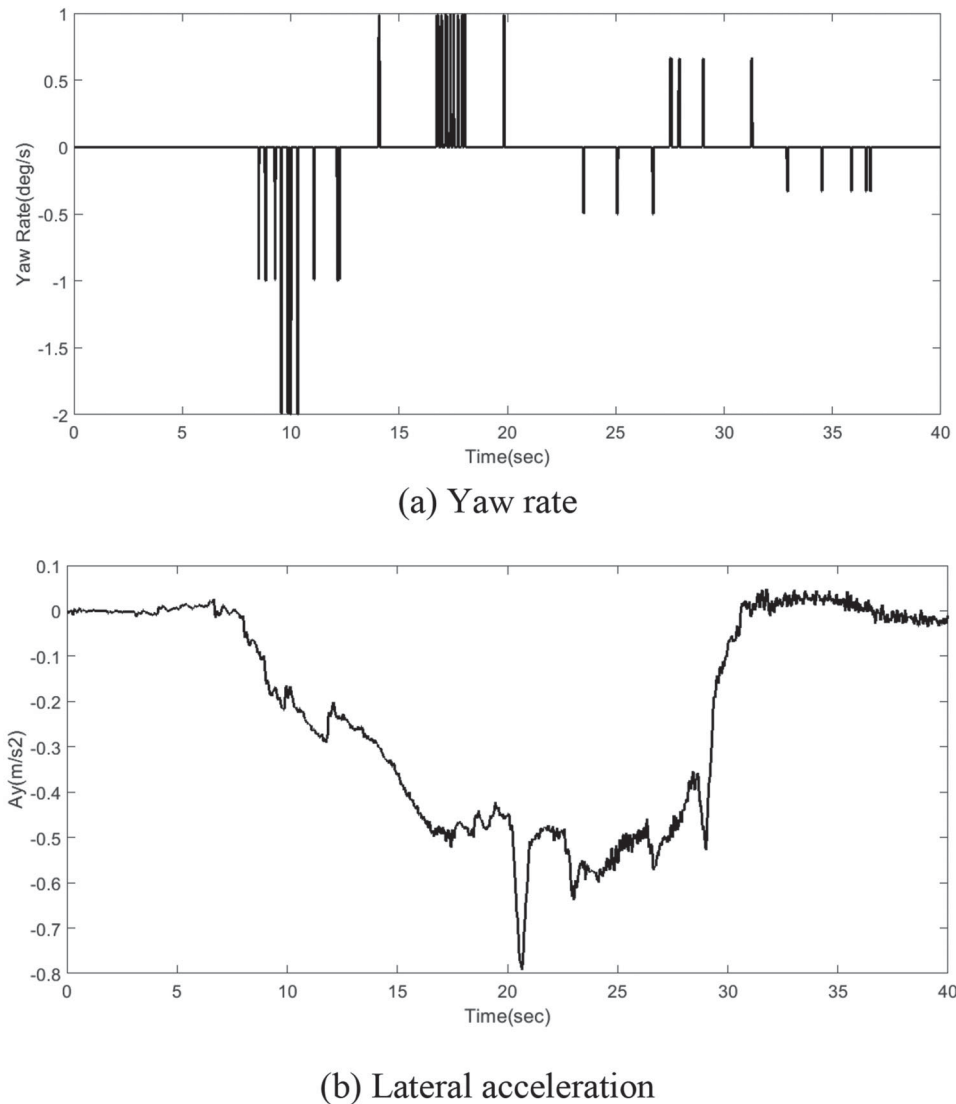 1
0.5
0
-0.5
-1
-1.5
-2
Yaw Rate(deg/s)
0 5 10 15 20 25 30 35 40
Time(sec)
(a) Yaw rate
0.1
0
-0.1
-0.2
-0.3
-0.4
-0.5
-0.6
-0.7
-0.8
Ay(m/s2)
0 5 10 15 20 25 30 35 40
Time(sec)
(b) Lateral acceleration